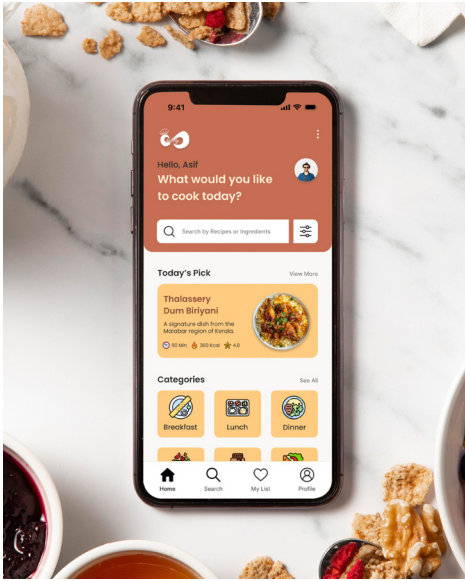 9:41
Hello, Asif
What would you like
to cook today?
Search by Recipes or Ingredients
Today's Pick
View More
Thalassery
Dum Biriyani
A signature dish from the
Malabar region of Kerala.
90 Min 360 Kcal 4.8
Categories
See All
Breakfast
Lunch
Dinner
Home
Search
My List
Profile